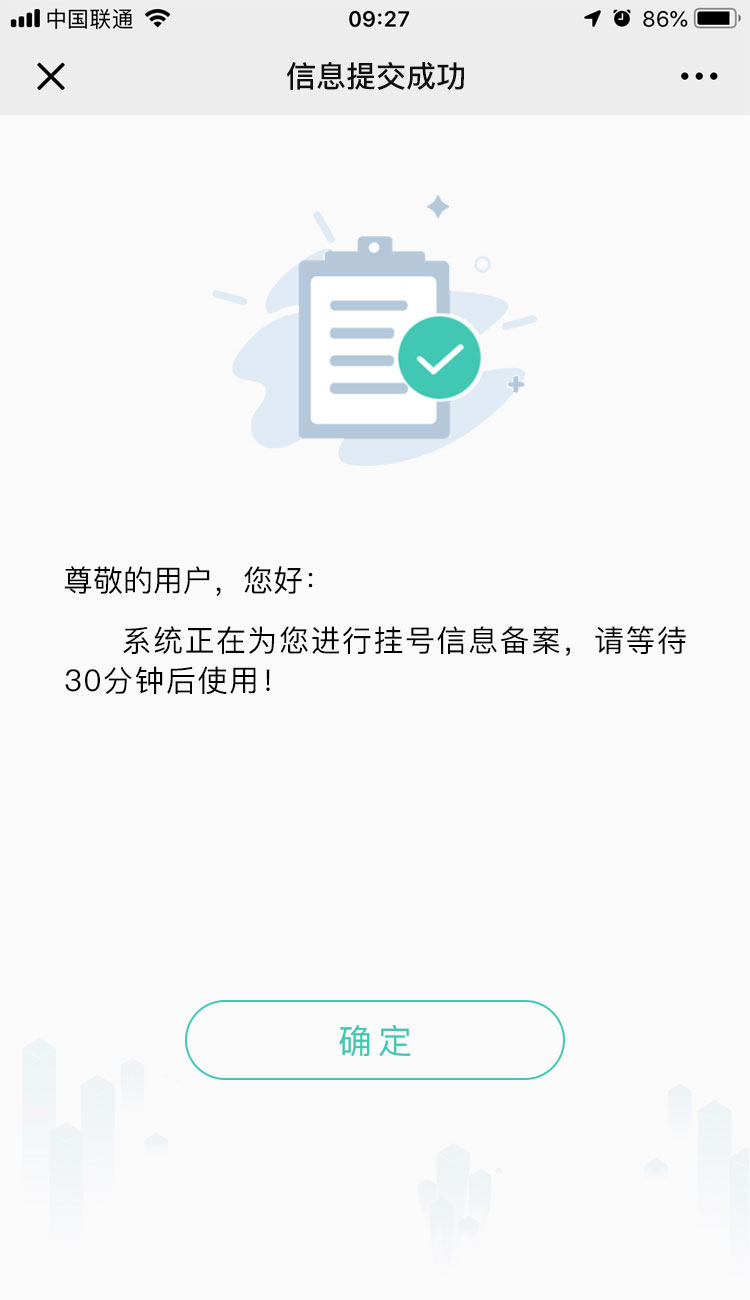 中国联通 09:27 86%
信息提交成功
尊敬的用户，您好：
系统正在为您进行挂号信息备案，请等待
30分钟后使用！
确定